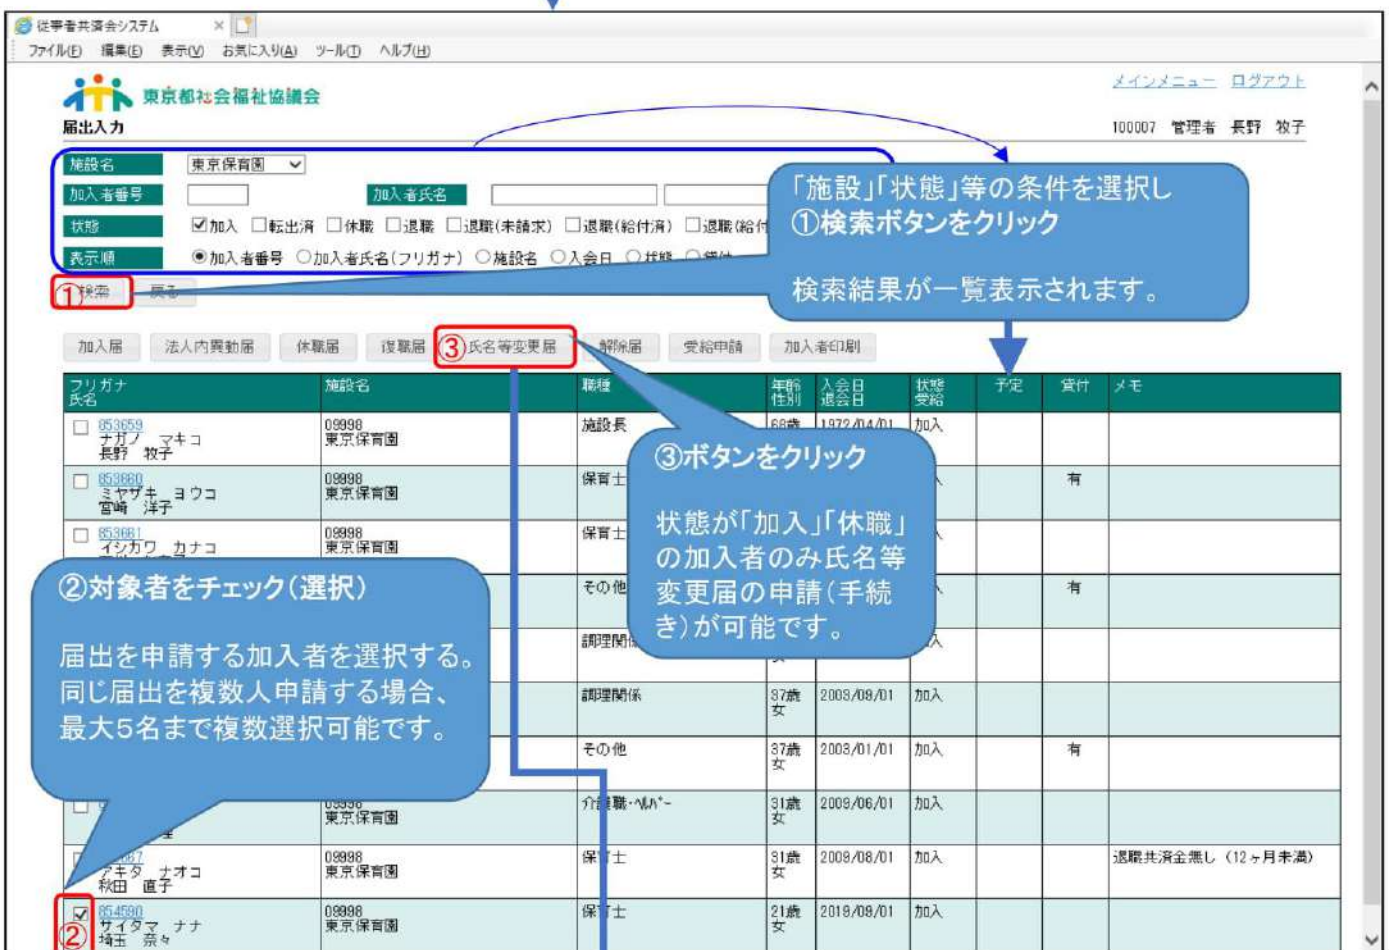 従事者共済会システム
ファイル(F) 編集(E) 表示(V) お気に入り(A) ツール(T) ヘルプ(H)
東京都社会福祉協議会
メインメニュー ログアウト
届出入力
100007 管理者 長野 牧子
施設名 東京保育園
加入者番号 加入者氏名
状態 加入 転出済 休職 退職 退職(未請求) 退職(給付済) 退職(給付
表示順 加入者番号 加入者氏名(フリガナ) 施設名 入会日 状態 貸付
①検索 戻る
「施設」「状態」等の条件を選択し
①検索ボタンをクリック
検索結果が一覧表示されます。
加入届 法人内異動届 休職届 復職届 ③氏名等変更届 解除届 受給申請 加入者印刷
フリガナ 施設名 職種 年齢 入会日 状態 予定 貸付 メモ
氏名 性別 退会日 受給
853659 09998 施設長 68歳 1972/04/01 加入
ナガノ マキコ 東京保育園
長野 牧子
853660 09998 保育士 有
ミヤザキ ヨウコ 東京保育園
宮崎 洋子
853661 09998 保育士
イシカワ カナコ 東京保育園
③ボタンをクリック
状態が「加入」「休職」
の加入者のみ氏名等
変更届の申請(手続
き)が可能です。
その他 有
調理関係
②対象者をチェック(選択)
届出を申請する加入者を選択する。
同じ届出を複数人申請する場合、
最大5名まで複数選択可能です。
調理関係 37歳 2003/09/01 加入
女
その他 37歳 2003/01/01 加入 有
女
09998 介護職・ヘルパー 31歳 2009/06/01 加入
東京保育園 女
09998 保育士 31歳 2009/08/01 加入 退職共済金無し (12ヶ月未満)
アキタ ナオコ 東京保育園 女
秋田 直子
854590 09998 保育士 21歳 2019/09/01 加入
サイタマ ナナ 東京保育園 女
② 埼玉 奈々